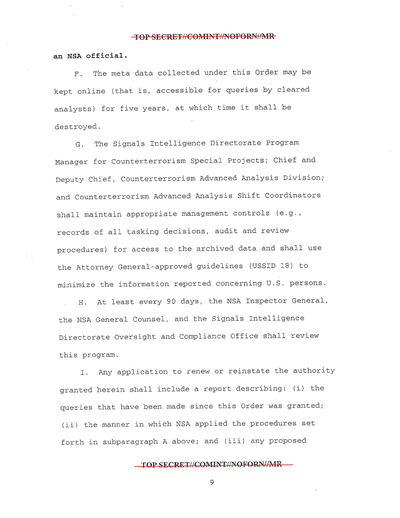 TOP SECRET//COMINT//NOFORN//MR
an NSA official.
F. The meta data collected under this Order may be
kept online (that is, accessible for queries by cleared
analysts) for five years, at which time it shall be
destroyed.
G. The Signals Intelligence Directorate Program
Manager for Counterterrorism Special Projects; Chief and
Deputy Chief, Counterterrorism Advanced Analysis Division;
and Counterterrorism Advanced Analysis Shift Coordinators
shall maintain appropriate management controls (e.g.,
records of all tasking decisions, audit and review
procedures) for access to the archived data and shall use
the Attorney General-approved guidelines (USSID 18) to
minimize the information reported concerning U.S. persons.
H. At least every 90 days, the NSA Inspector General,
the NSA General Counsel, and the Signals Intelligence
Directorate Oversight and Compliance Office shall review
this program.
I. Any application to renew or reinstate the authority
granted herein shall include a report describing: (i) the
queries that have been made since this Order was granted;
(ii) the manner in which NSA applied the procedures set
forth in subparagraph A above; and (iii) any proposed
TOP SECRET//COMINT//NOFORN//MR
9